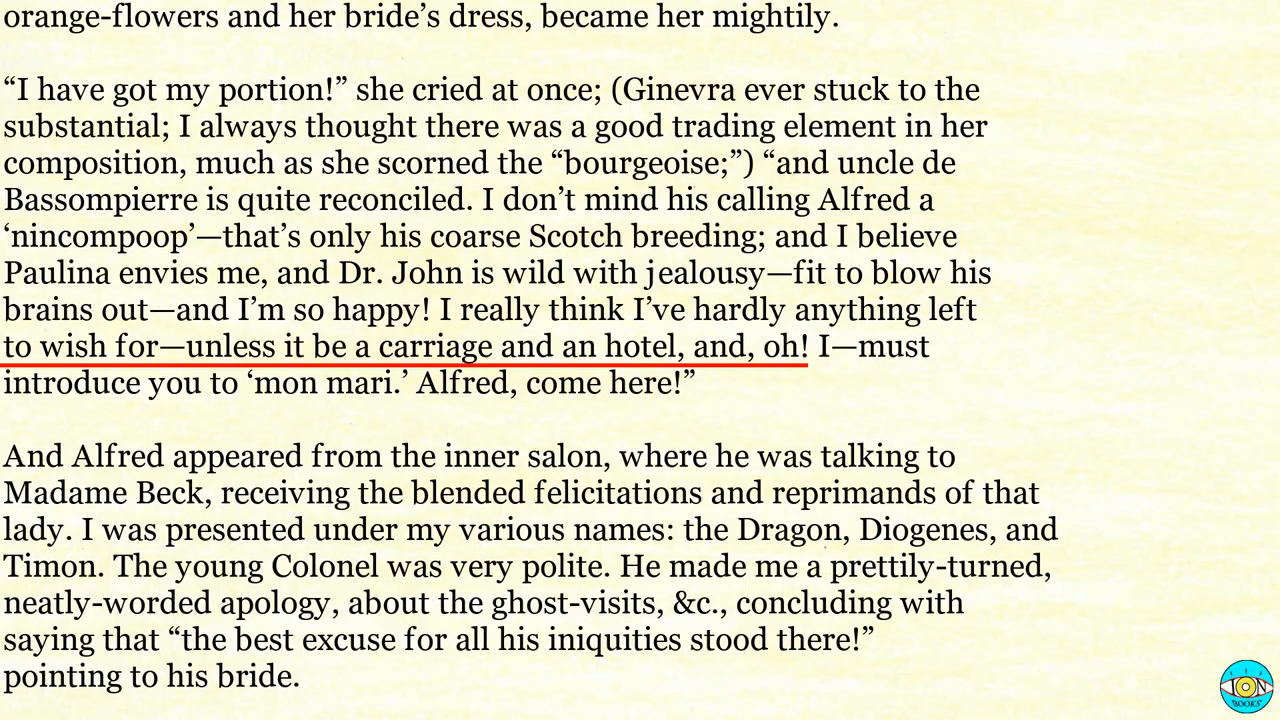 orange-flowers and her bride’s dress, became her mightily.
“I have got my portion!” she cried at once; (Ginevra ever stuck to the
substantial; I always thought there was a good trading element in her
composition, much as she scorned the “bourgeoise;”) “and uncle de
Bassompierre is quite reconciled. I don’t mind his calling Alfred a
‘nincompoop’—that’s only his coarse Scotch breeding; and I believe
Paulina envies me, and Dr. John is wild with jealousy—fit to blow his
brains out—and I’m so happy! I really think I’ve hardly anything left
to wish for—unless it be a carriage and an hotel, and, oh! I—must
introduce you to ‘mon mari.’ Alfred, come here!”
And Alfred appeared from the inner salon, where he was talking to
Madame Beck, receiving the blended felicitations and reprimands of that
lady. I was presented under my various names: the Dragon, Diogenes, and
Timon. The young Colonel was very polite. He made me a prettily-turned,
neatly-worded apology, about the ghost-visits, &c., concluding with
saying that “the best excuse for all his iniquities stood there!”
pointing to his bride.
ION
BOOKS